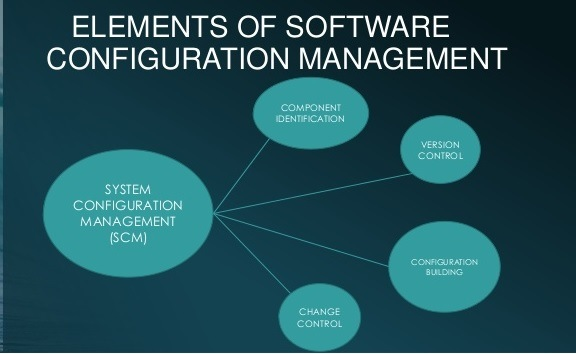 ELEMENTS OF SOFTWARE
CONFIGURATION MANAGEMENT
COMPONENT
IDENTIFICATION
VERSION
CONTROL
SYSTEM
CONFIGURATION
MANAGEMENT
(SCM)
CONFIGURATION
BUILDING
CHANGE
CONTROL